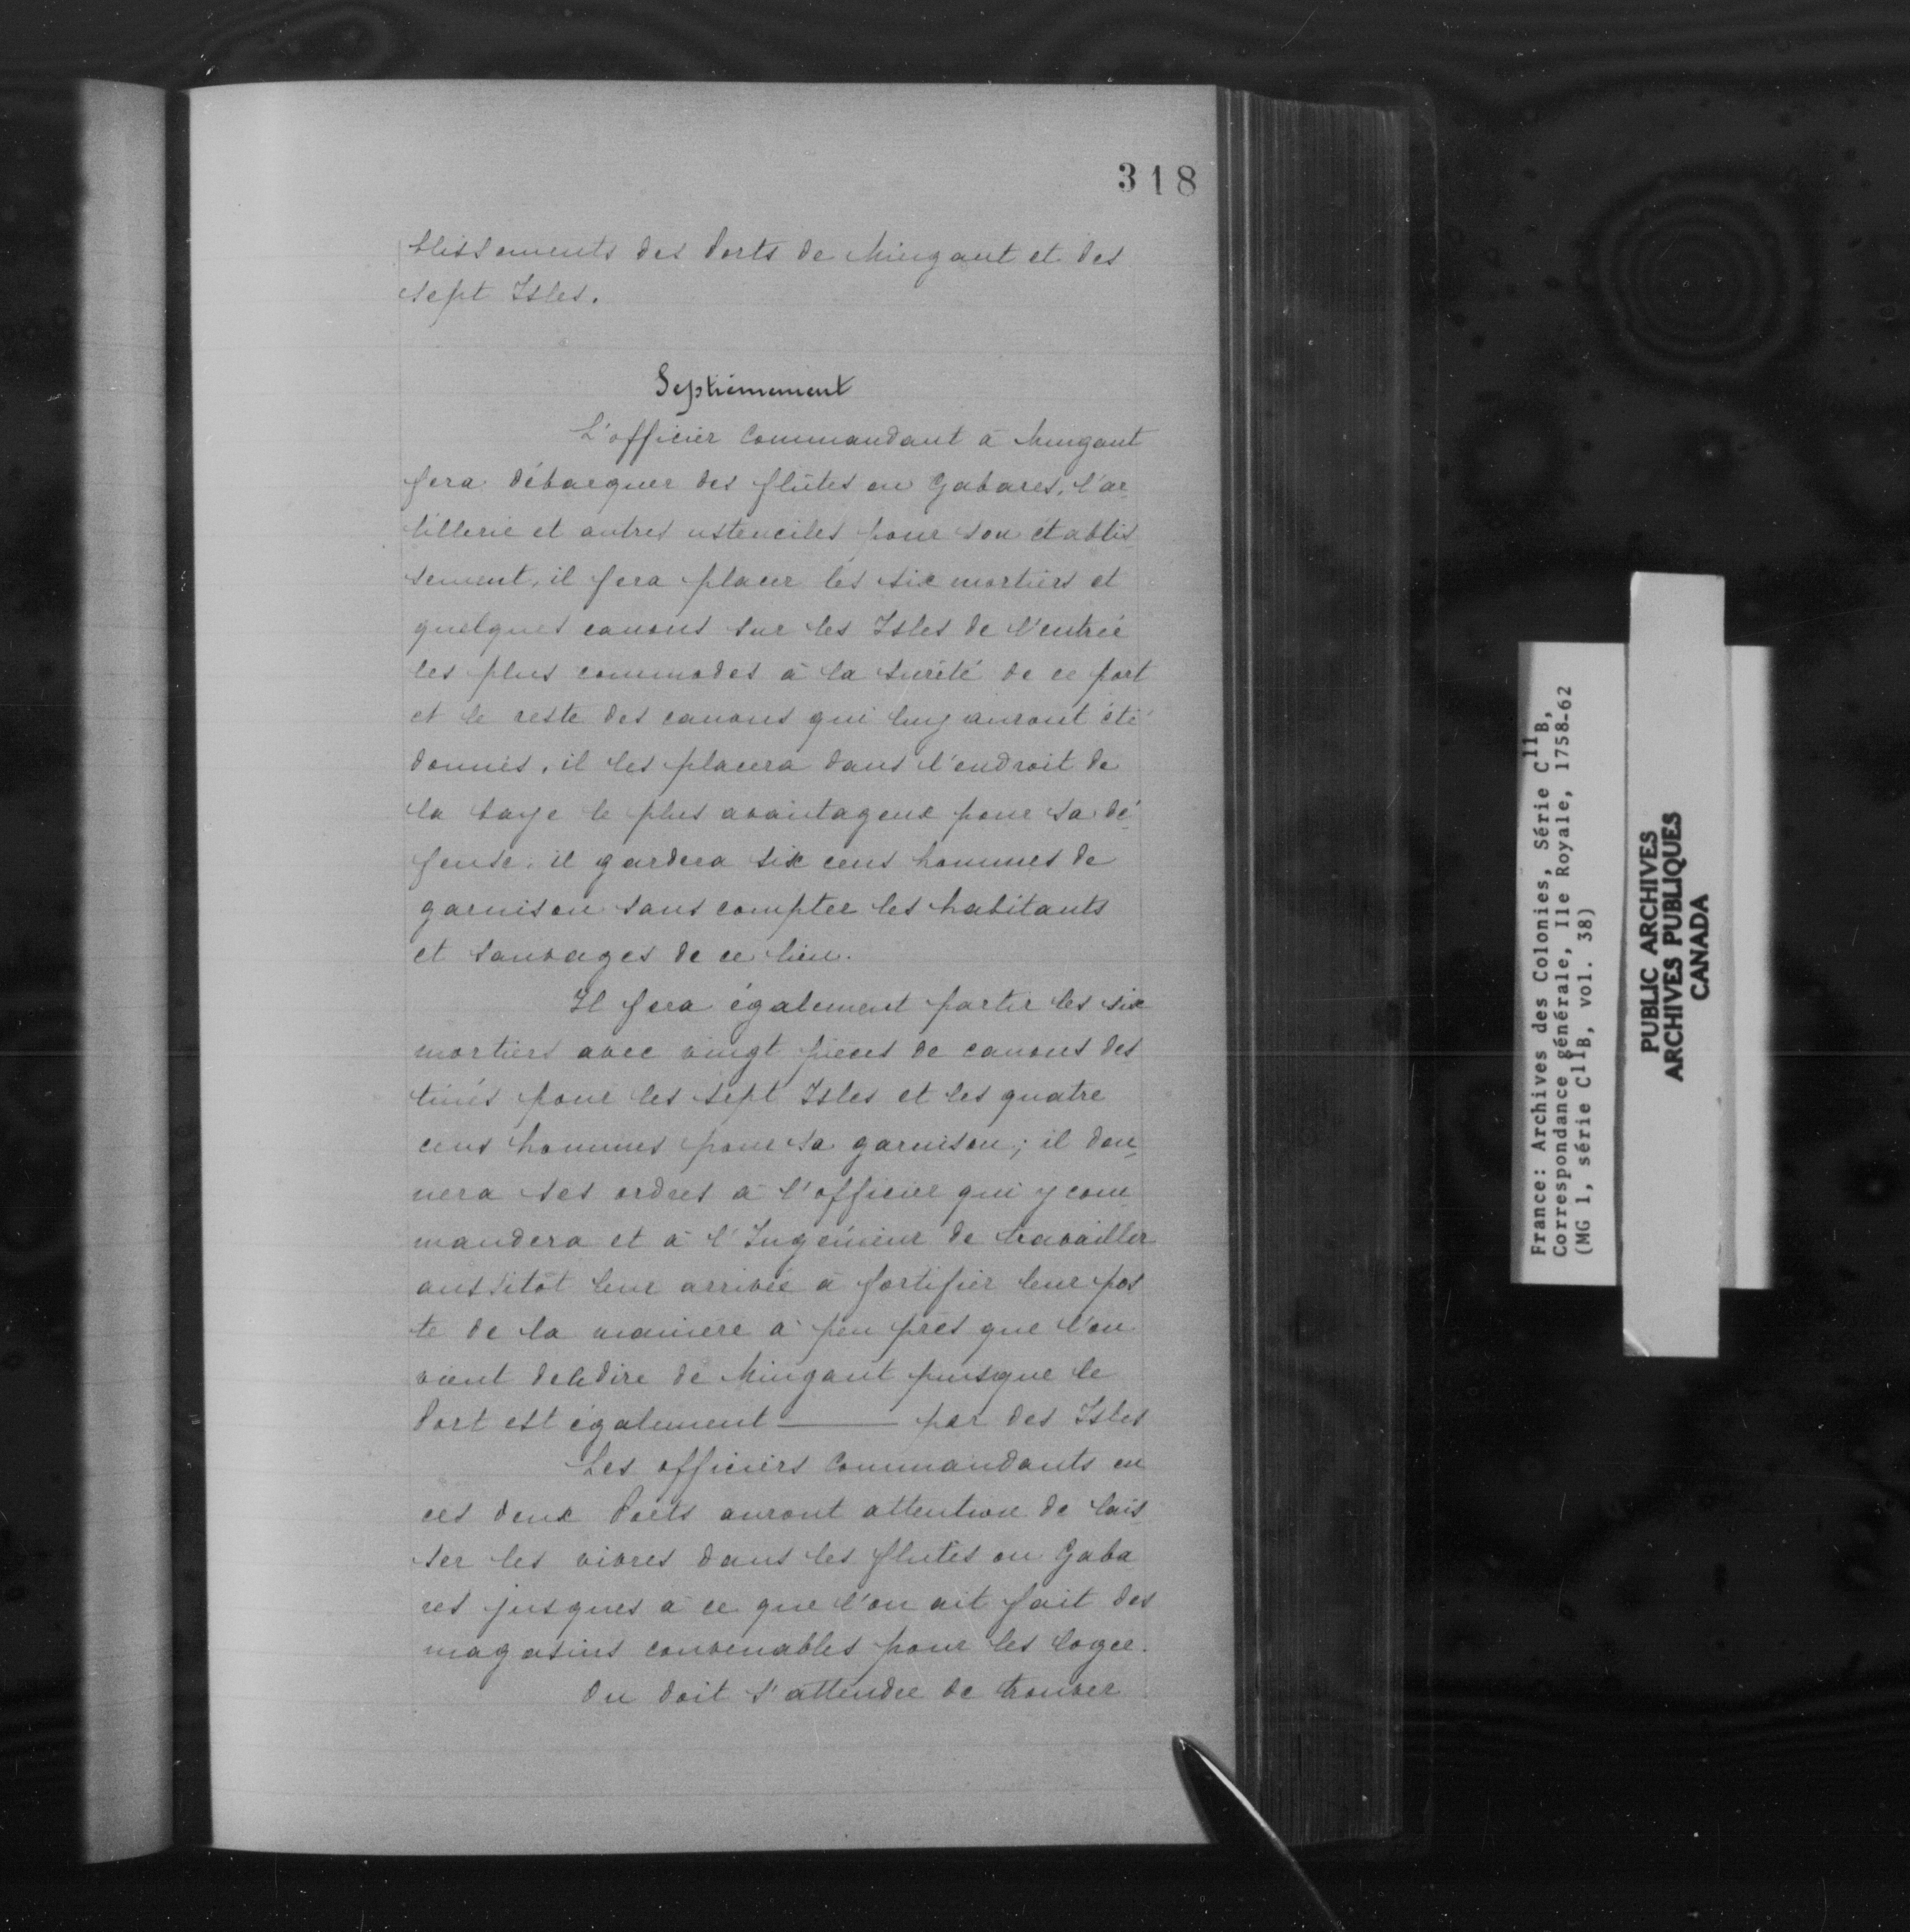 318
blissements des Ports de Mingant et des
sept Isles.
Septièmement
L'officier Commandant à Mingant
fera débarquer des flûtes ou Gabares, l'ar-
tillerie et autres ustenciles pour son établis-
sement, il fera placer les six mortiers et
quelques canons sur les Isles de l'entrée
les plus commodes à la sureté de ce port
et le reste des canons qui luy auront été
donnés, il les placera dans l'endroit de
la baye le plus avantageux pour sa dé-
fense, il gardera six cens hommes de
garnison sans compter les habitants
et sauvages de ce lieu.
Il fera également partir les six
mortiers avec vingt pieces de canons des-
tinés pour les sept Isles et les quatre
cens hommes pour sa garnison; il don-
nera ses ordres à l'officier qui y com-
mandera et à l'Ingénieur de travailler
aussitôt leur arrivée à fortifier leur pos
te de la manière à peu près que l'on
vient de le dire de Mingant puisque le
Port est également ——— par des Isles
Les officiers Commandants en
ces deux Ports auront attention de lais-
ser les vivres dans les flutes ou Gaba
res jusques à ce que l'on ait fait des
magasins convenables pour les loger.
On doit s'attendre de trouver
France: Archives des Colonies, Série C11B,
Correspondance générale, Ile Royale, 1758-62
(MG 1, série C11B, vol. 38)
PUBLIC ARCHIVES
ARCHIVES PUBLIQUES
CANADA